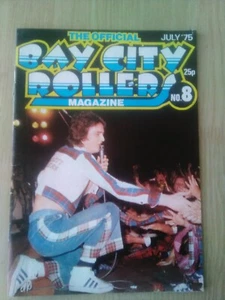 THE OFFICIAL
JULY '75
BAY CITY
ROLLERS
25p
MAGAZINE
NO.8